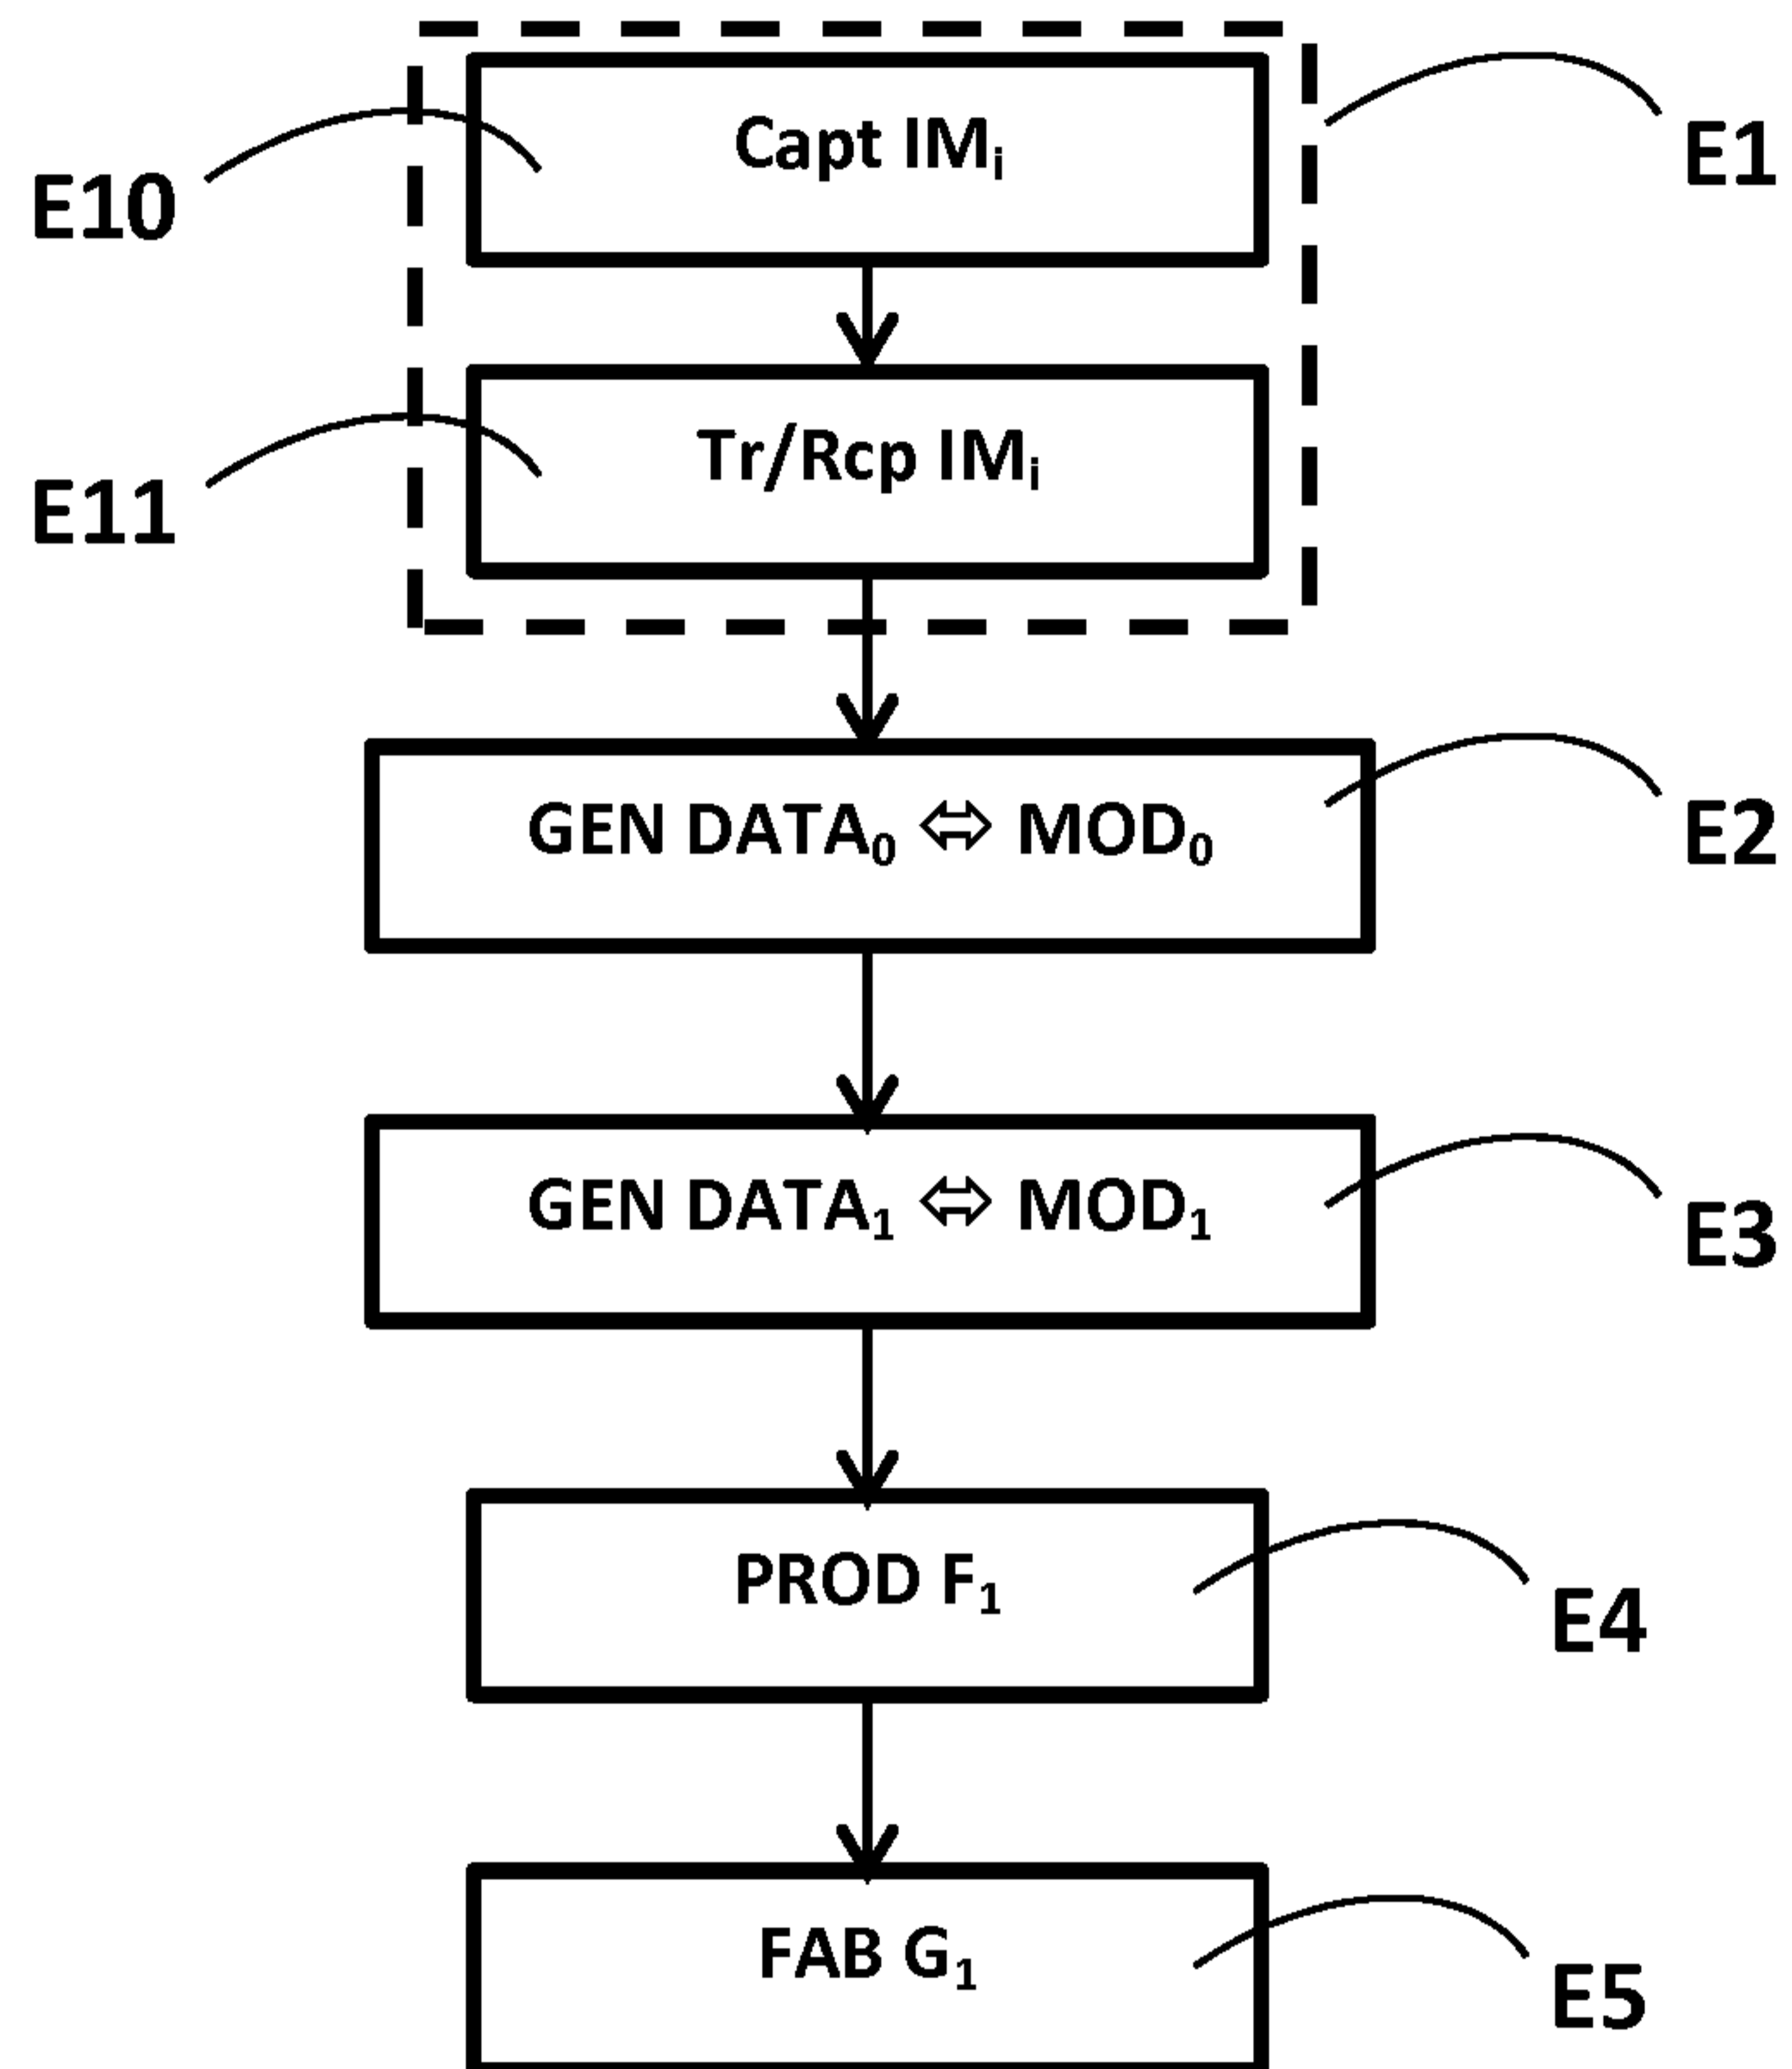 Capt IMᵢ
E1
E10
Tr/Rcp IMᵢ
E11
GEN DATA₀ ⇔ MOD₀
E2
GEN DATA₁ ⇔ MOD₁
E3
PROD F₁
E4
FAB G₁
E5